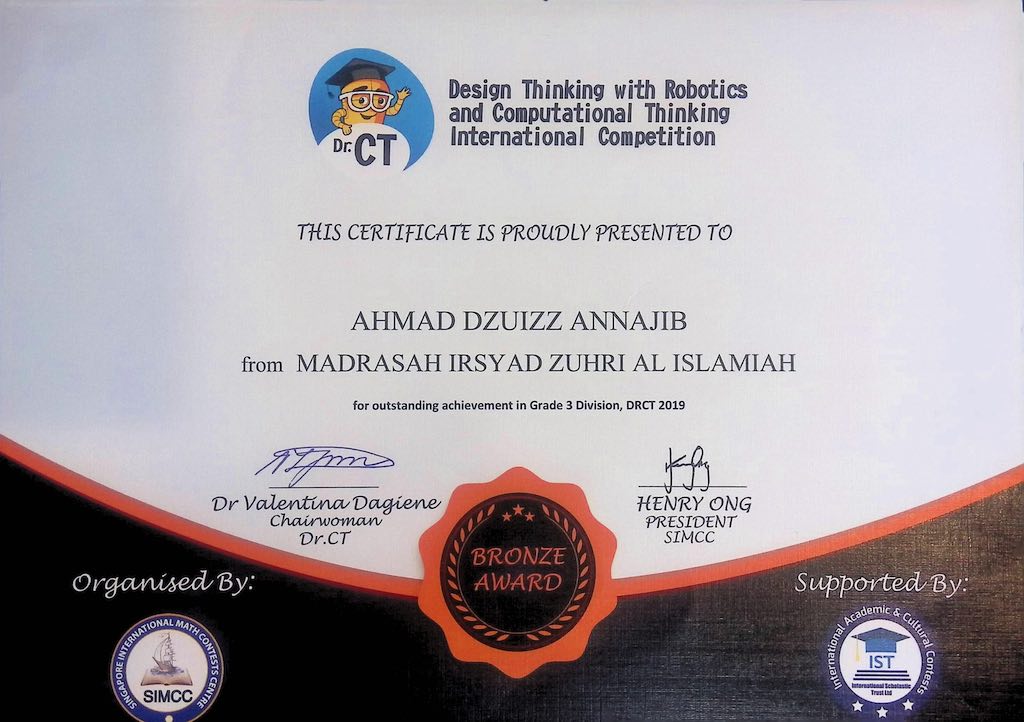 Dr. CT
Design Thinking with Robotics
and Computational Thinking
International Competition
THIS CERTIFICATE IS PROUDLY PRESENTED TO
AHMAD DZUIZZ ANNAJIB
from MADRASAH IRSYAD ZUHRI AL ISLAMIAH
for outstanding achievement in Grade 3 Division, DRCT 2019
Dr Valentina Dagiene
Chairwoman
Dr.CT
HENRY ONG
PRESIDENT
SIMCC
BRONZE
AWARD
Organised By:
SINGAPORE INTERNATIONAL MATH CONTESTS CENTRE
SIMCC
Supported By:
International Academic & Cultural Contests
IST
International Scholastic
Trust Ltd